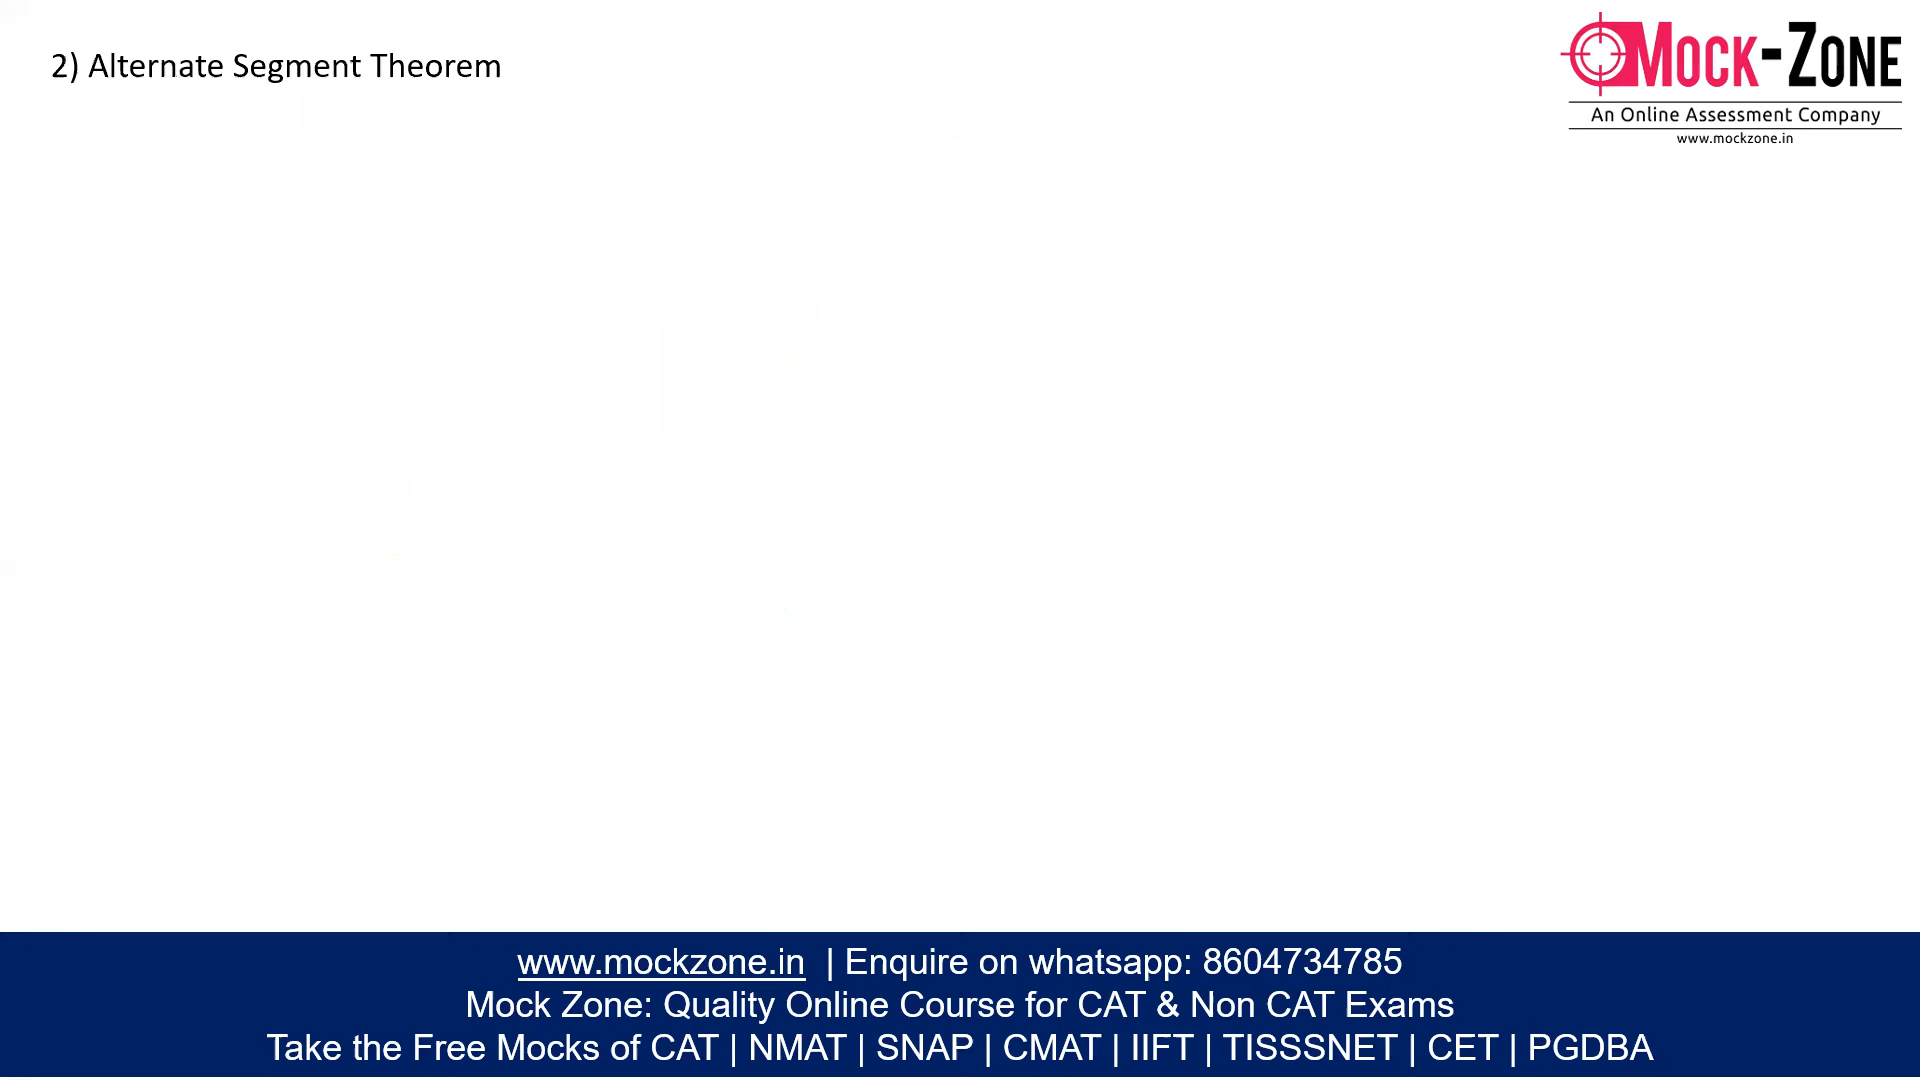 2) Alternate Segment Theorem
MOCK-ZONE
An Online Assessment Company
www.mockzone.in
www.mockzone.in | Enquire on whatsapp: 8604734785
Mock Zone: Quality Online Course for CAT & Non CAT Exams
Take the Free Mocks of CAT | NMAT | SNAP | CMAT | IIFT | TISSSNET | CET | PGDBA